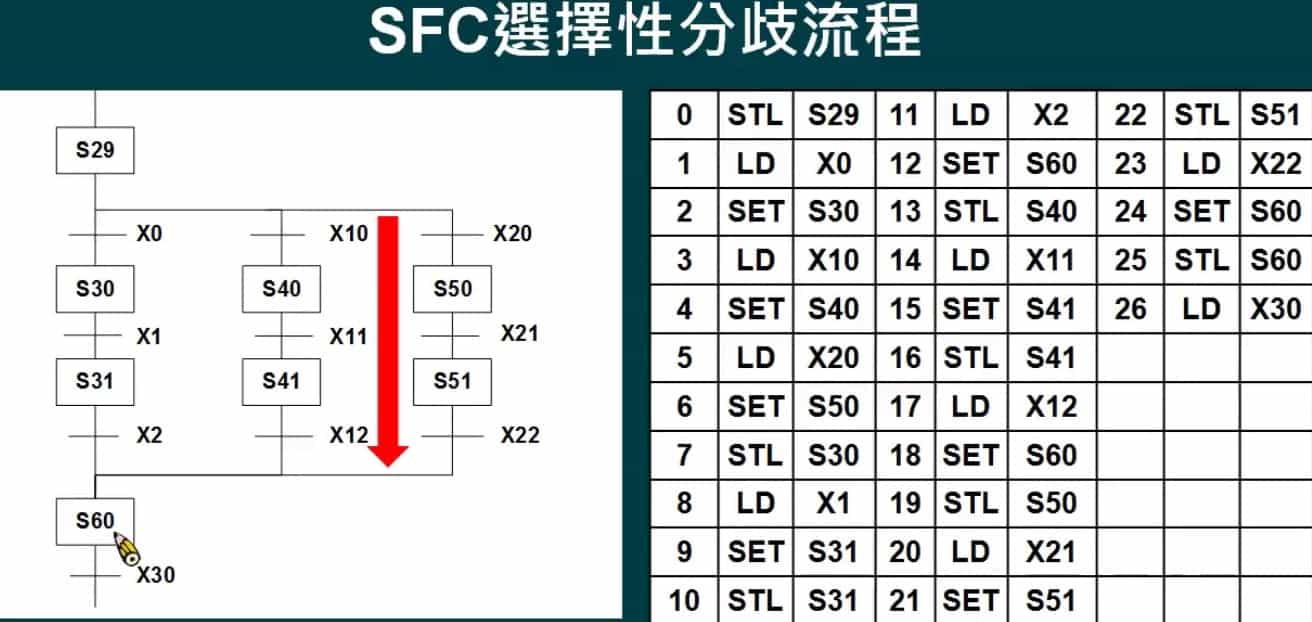 SFC選擇性分歧流程
S29
X0 X10 X20
S30 S40 S50
X1 X11 X21
S31 S41 S51
X2 X12 X22
S60
X30
0 STL S29 11 LD X2 22 STL S51
1 LD X0 12 SET S60 23 LD X22
2 SET S30 13 STL S40 24 SET S60
3 LD X10 14 LD X11 25 STL S60
4 SET S40 15 SET S41 26 LD X30
5 LD X20 16 STL S41
6 SET S50 17 LD X12
7 STL S30 18 SET S60
8 LD X1 19 STL S50
9 SET S31 20 LD X21
10 STL S31 21 SET S51